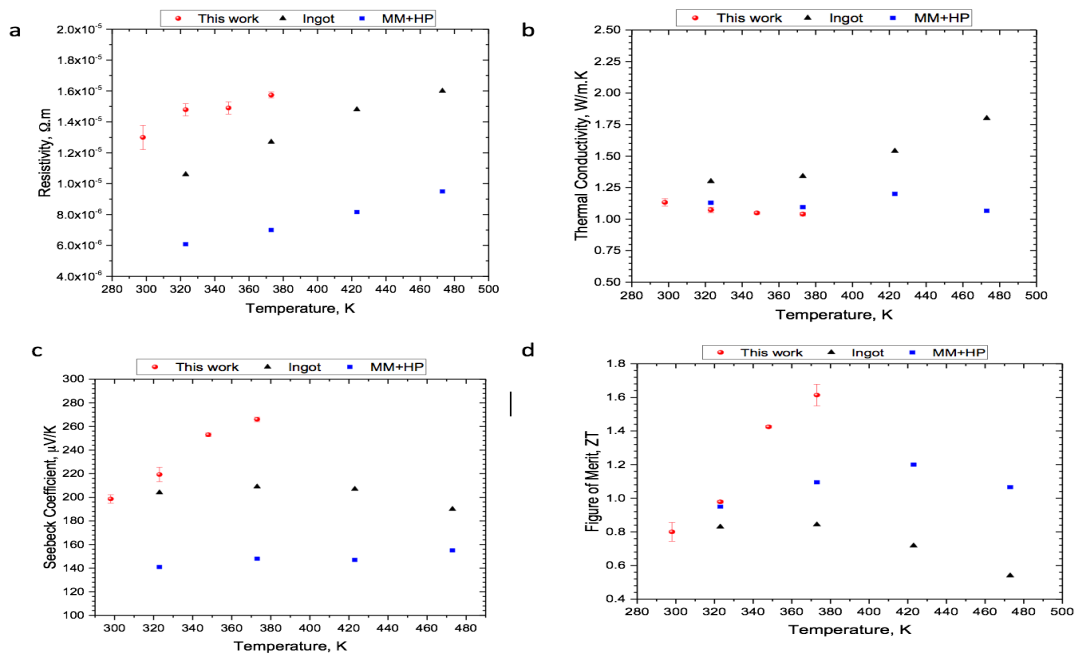 a
This work Ingot MM+HP
2.0x10⁻⁵
1.8x10⁻⁵
1.6x10⁻⁵
1.4x10⁻⁵
1.2x10⁻⁵
1.0x10⁻⁵
8.0x10⁻⁶
6.0x10⁻⁶
4.0x10⁻⁶
Resistivity, Ω.m
280 300 320 340 360 380 400 420 440 460 480 500
Temperature, K
b
This work Ingot MM+HP
2.50
2.25
2.00
1.75
1.50
1.25
1.00
0.75
0.50
Thermal Conductivity, W/m.K
280 300 320 340 360 380 400 420 440 460 480 500
Temperature, K
c
This work Ingot MM+HP
300
280
260
240
220
200
180
160
140
120
100
Seebeck Coefficient, μV/K
300 320 340 360 380 400 420 440 460 480
Temperature, K
d
This work Ingot MM+HP
1.8
1.6
1.4
1.2
1.0
0.8
0.6
0.4
Figure of Merit, ZT
280 300 320 340 360 380 400 420 440 460 480 500
Temperature, K